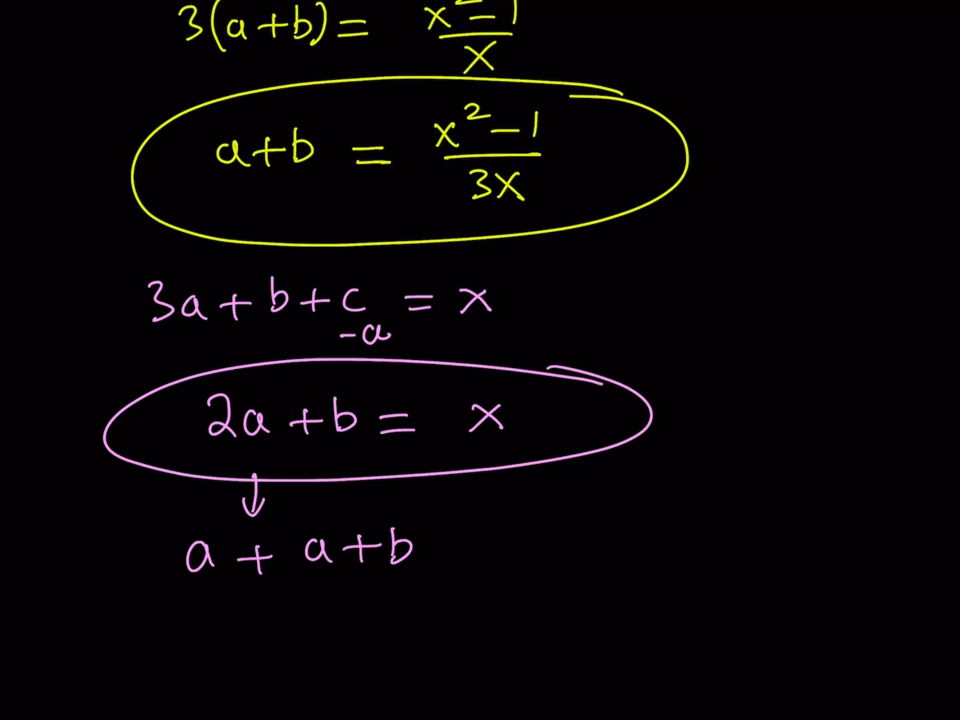 3(a+b) = x²-1/x
a+b = x²-1/3x
3a+b+c = x
-a
2a+b = x
↓
a + a+b